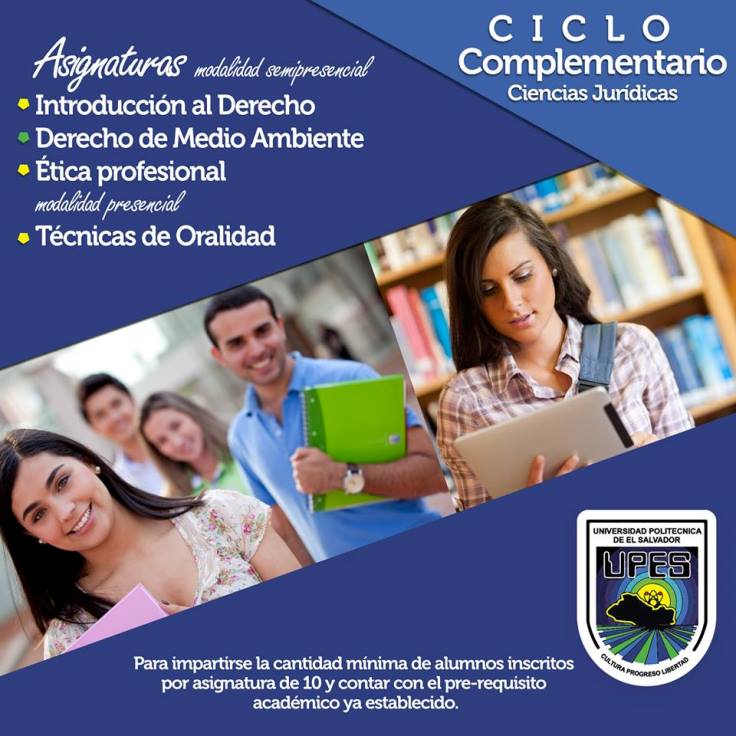 Asignaturas modalidad semipresencial
Introducción al Derecho
Derecho de Medio Ambiente
Ética profesional
modalidad presencial
Técnicas de Oralidad
CICLO
Complementario
Ciencias Jurídicas
UNIVERSIDAD POLITECNICA
DE EL SALVADOR
UPES
CULTURA PROGRESO LIBERTAD
Para impartirse la cantidad mínima de alumnos inscritos
por asignatura de 10 y contar con el pre-requisito
académico ya establecido.